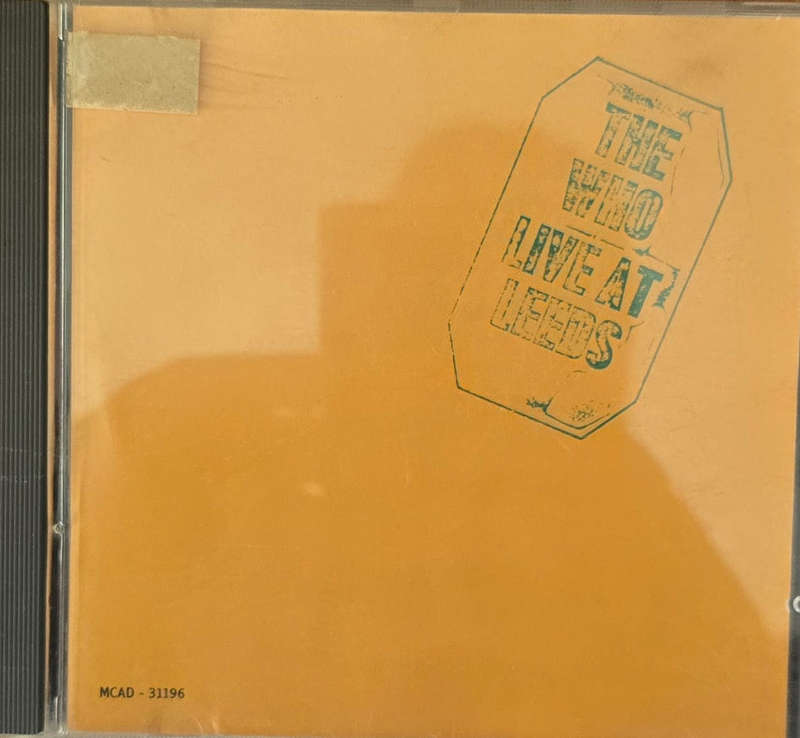 THE
WHO
LIVE AT
LEEDS
MCAD - 31196